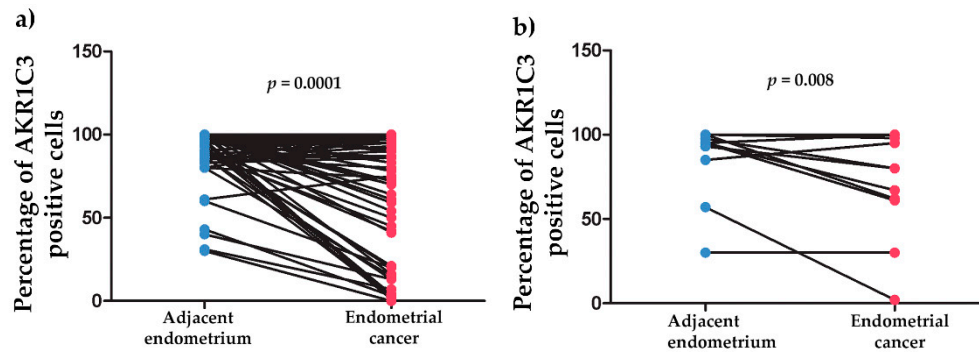 a)
Percentage of AKR1C3
positive cells
150
100
50
0
p = 0.0001
Adjacent
endometrium
Endometrial
cancer
b)
Percentage of AKR1C3
positive cells
150
100
50
0
p = 0.008
Adjacent
endometrium
Endometrial
cancer